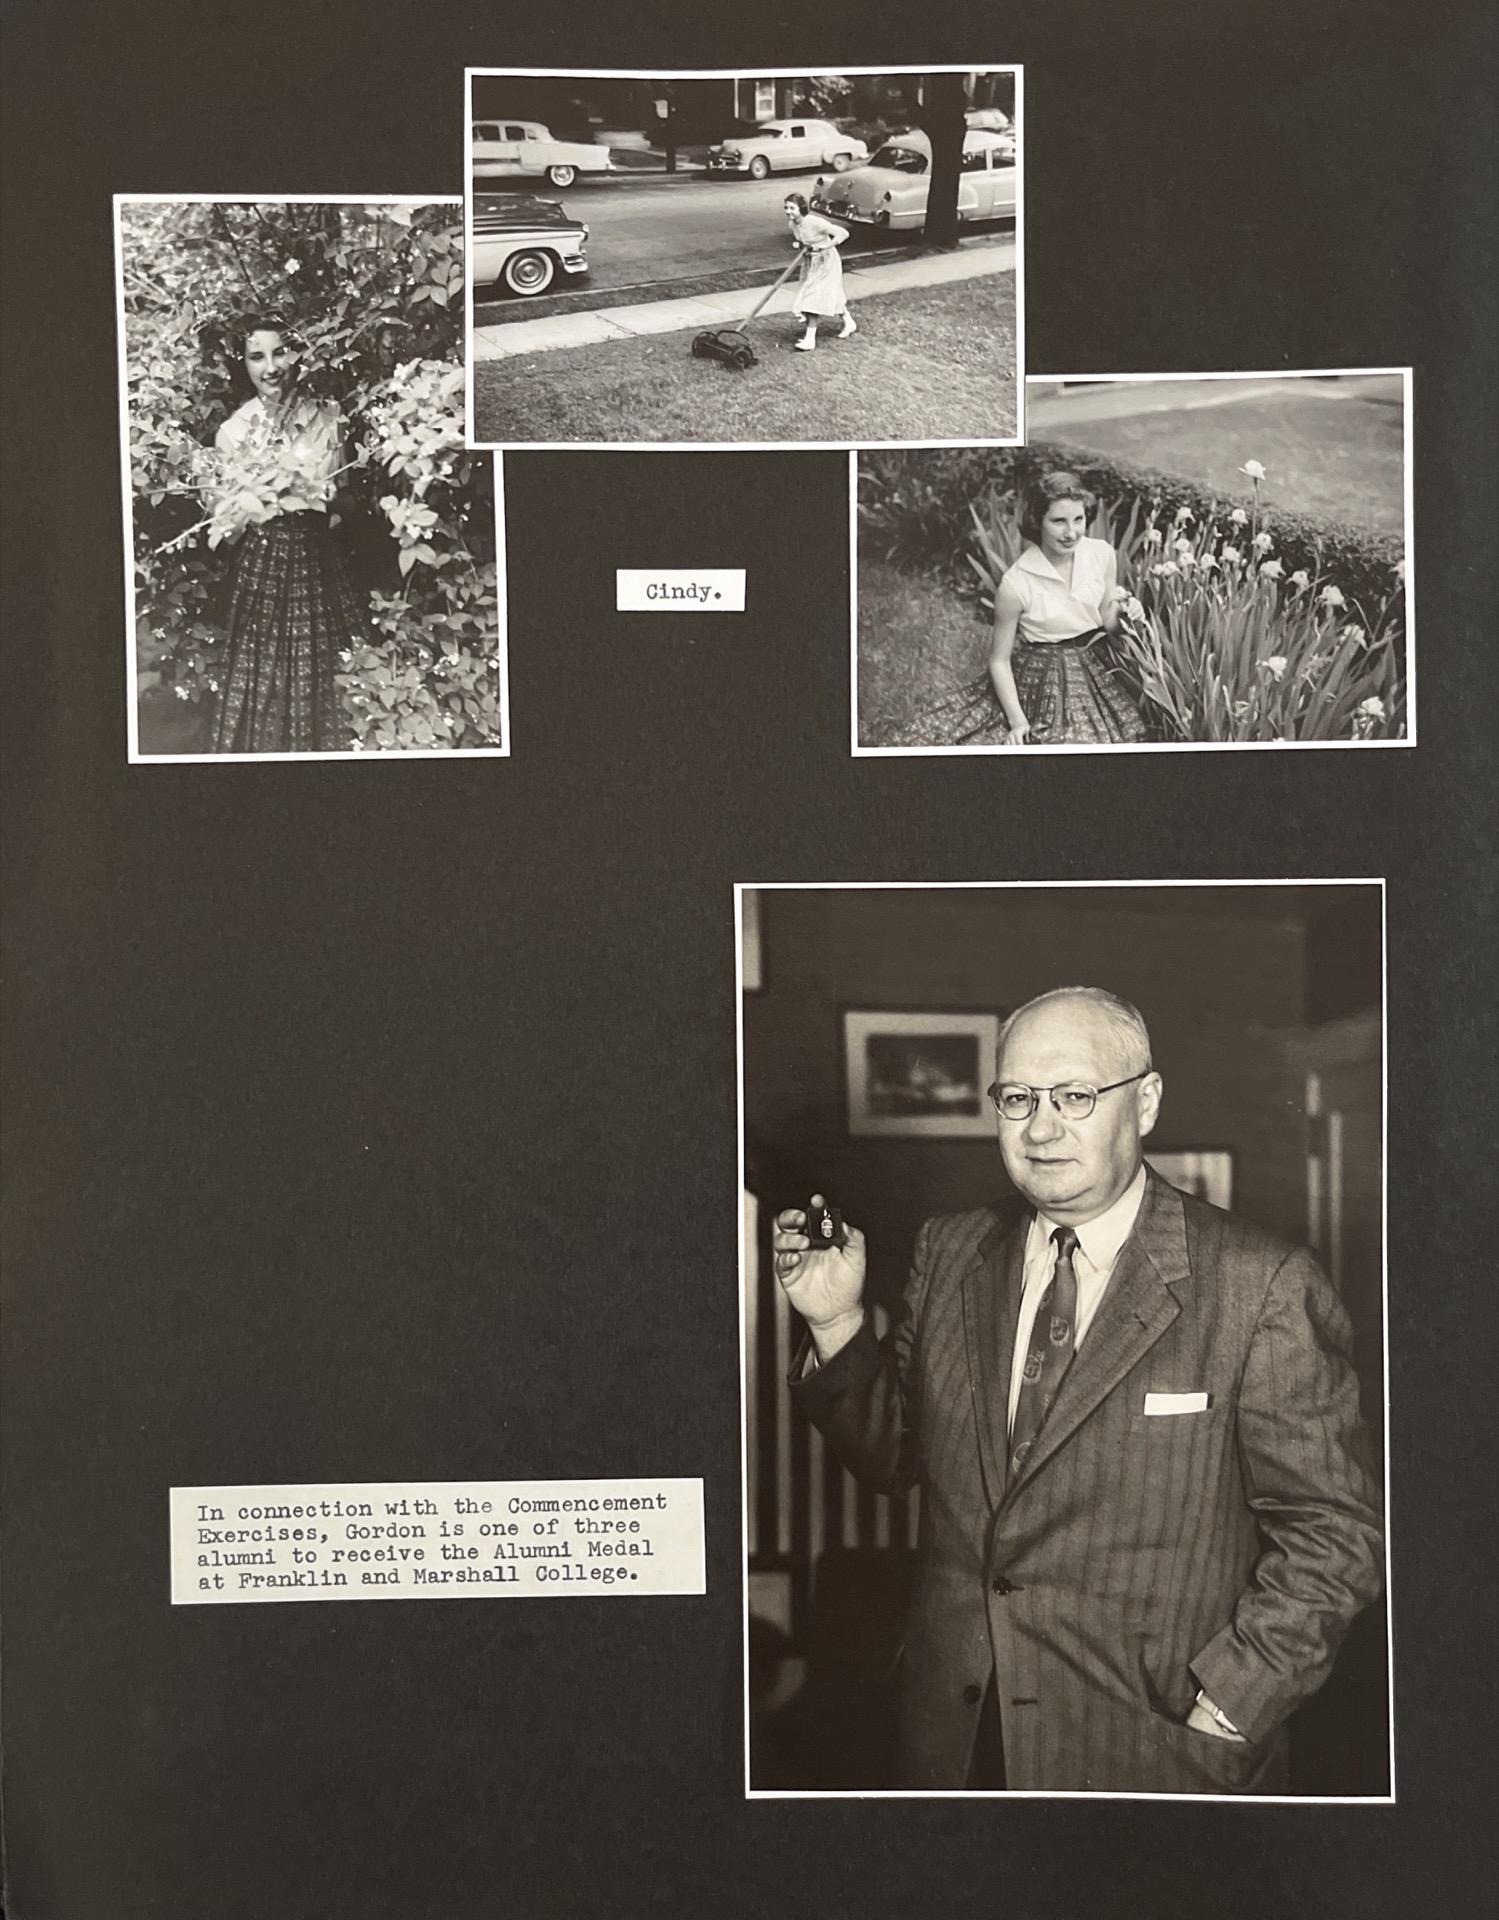 Cindy.
In connection with the Commencement
Exercises, Gordon is one of three
alumni to receive the Alumni Medal
at Franklin and Marshall College.